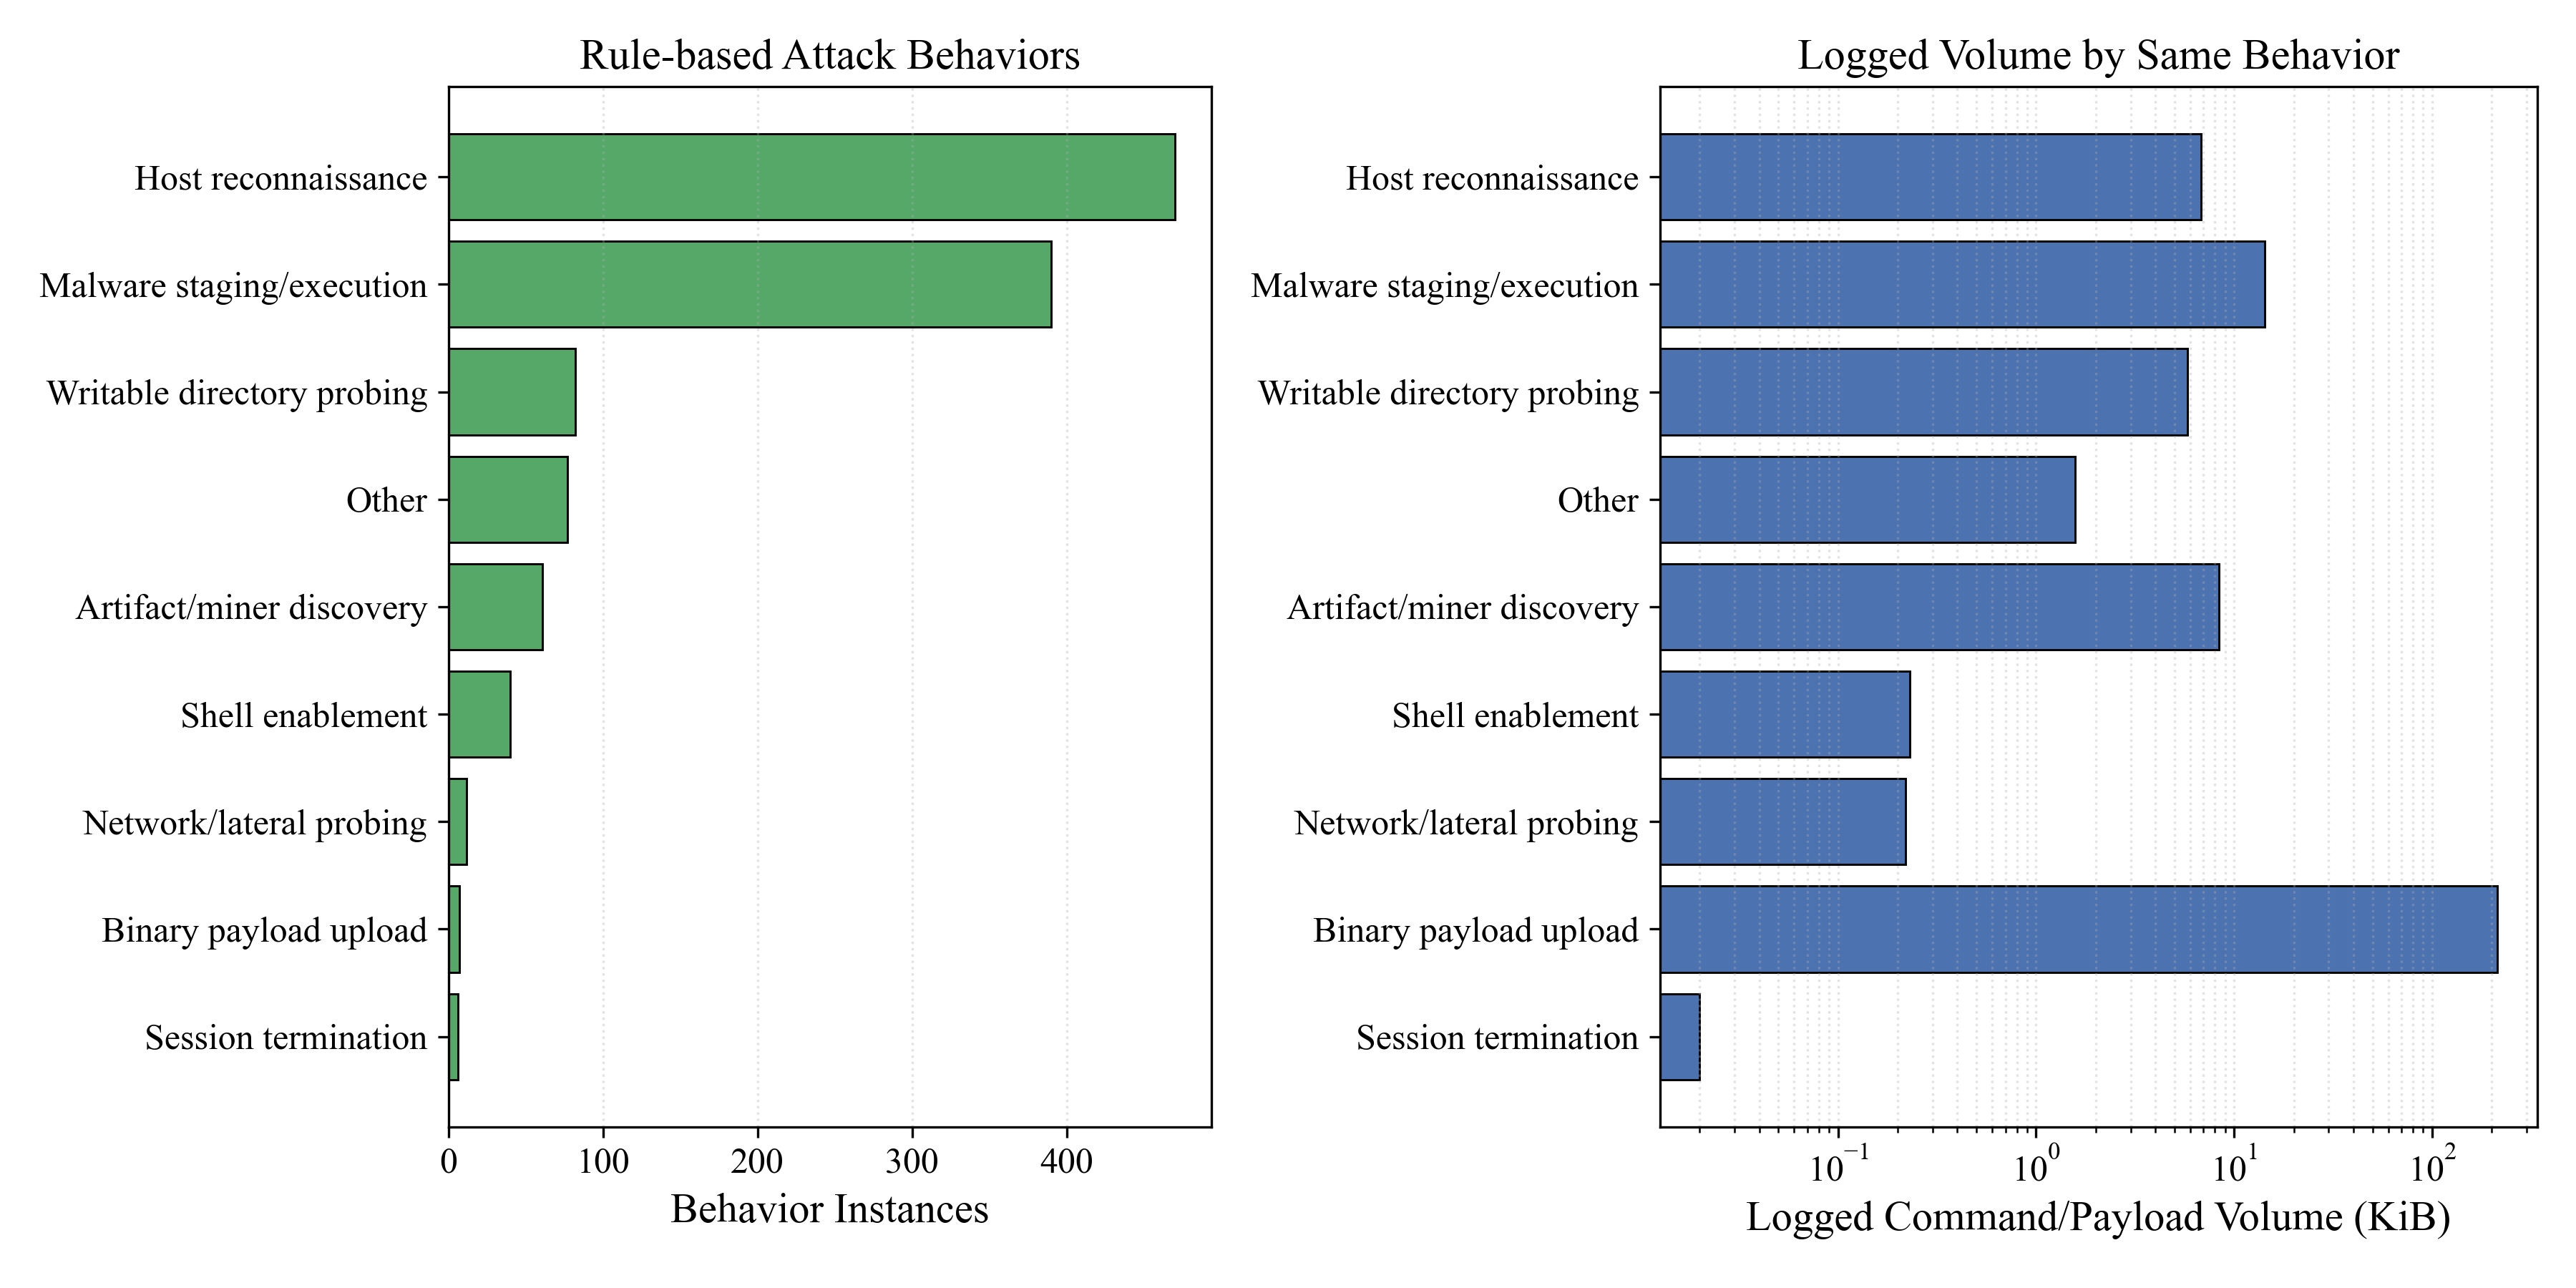 Rule-based Attack Behaviors
Host reconnaissance
Malware staging/execution
Writable directory probing
Other
Artifact/miner discovery
Shell enablement
Network/lateral probing
Binary payload upload
Session termination
0 100 200 300 400
Behavior Instances
Logged Volume by Same Behavior
Host reconnaissance
Malware staging/execution
Writable directory probing
Other
Artifact/miner discovery
Shell enablement
Network/lateral probing
Binary payload upload
Session termination
10⁻¹ 10⁰ 10¹ 10²
Logged Command/Payload Volume (KiB)